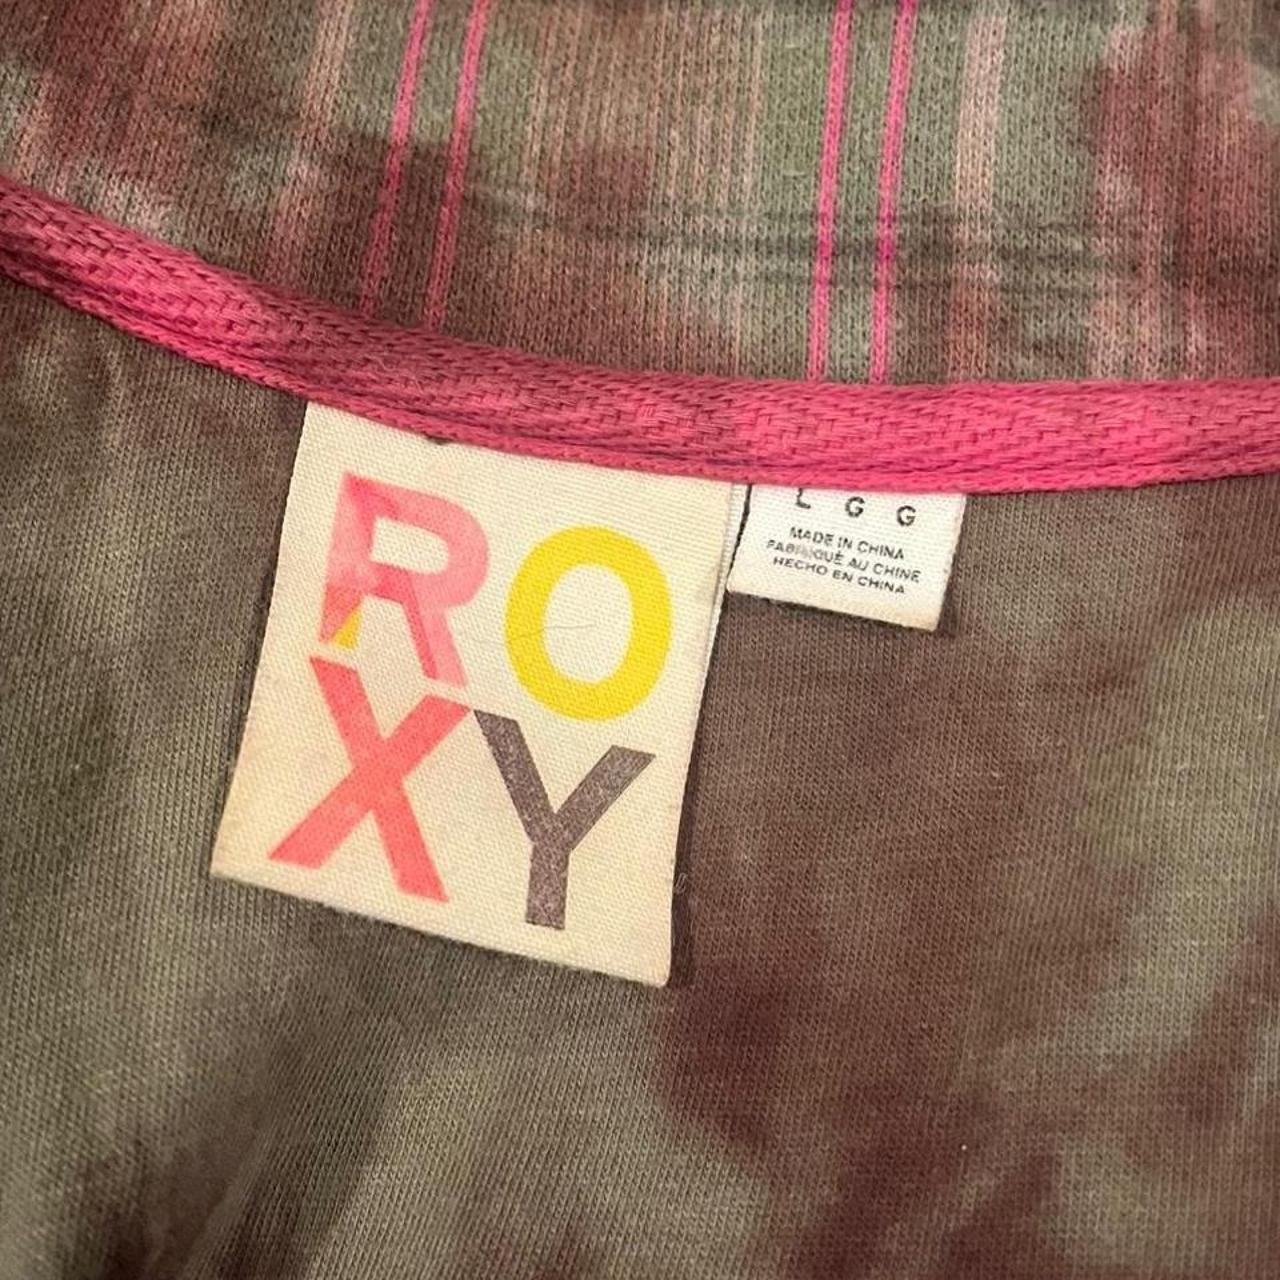 RO
XY
L G G
MADE IN CHINA
FABRIQUÉ AU CHINE
HECHO EN CHINA